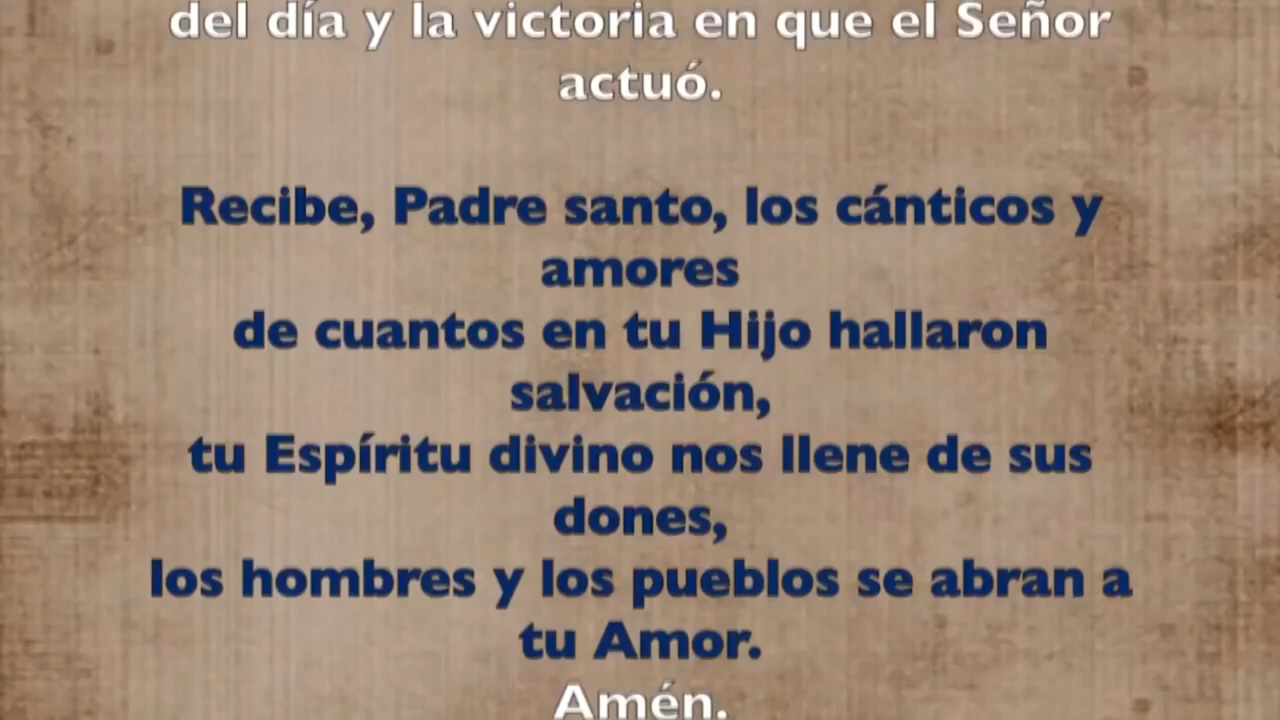 del día y la victoria en que el Señor
actuó.
Recibe, Padre santo, los cánticos y
amores
de cuantos en tu Hijo hallaron
salvación,
tu Espíritu divino nos llene de sus
dones,
los hombres y los pueblos se abran a
tu Amor.
Amén.